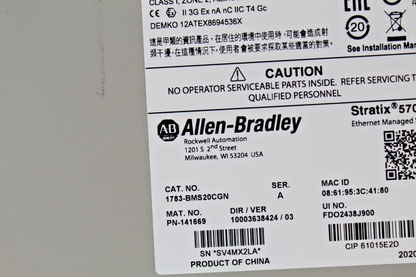 CLASS I, ZONE 2,
II 3G Ex nA nC IIC T4 Gc
DEMKO 12ATEX8694536X
這是甲類的資訊產品，在居住的環境中使用時，可能會造成射
頻干擾，在這種情況下，使用者會被要求採取某些適當的對
20
See Installation
CAUTION
NO OPERATOR SERVICEABLE PARTS INSIDE. REFER SERVICING
QUALIFIED PERSONNEL
AB Allen-Bradley
Rockwell Automation
1201 S 2nd Street
Milwaukee, WI 53204 USA
Stratix® 570
Ethernet Managed S
CAT. NO.
1783-BMS20CGN
SER.
A
MAC ID
08:61:95:3C:41:80
MAT. NO.
PN-141669
DIR / VER
10003638424 / 03
UI NO.
FDO2438J900
SN "SV4MX2LA"
CIP 61015E2D
PRODUCT OF CHINA
2020